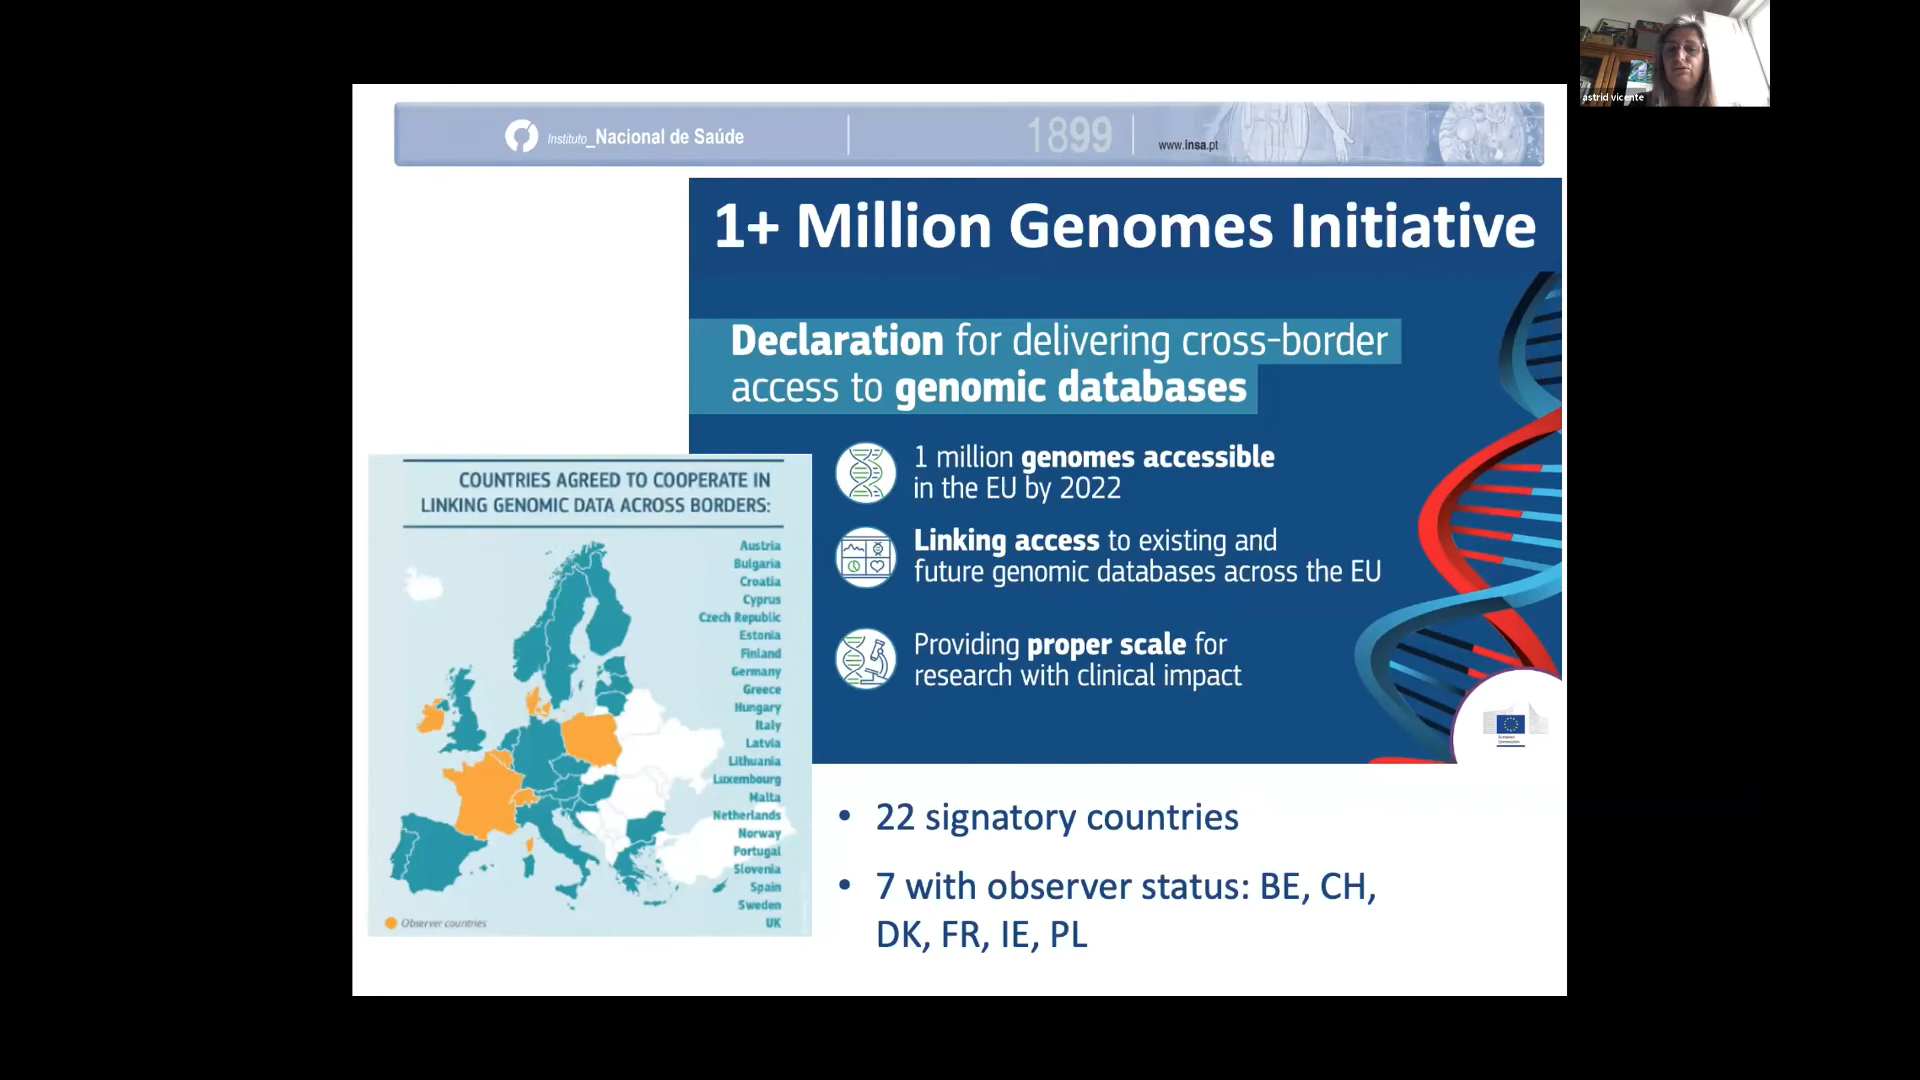 astrid vicente
Instituto_Nacional de Saúde
1899
www.insa.pt
1+ Million Genomes Initiative
Declaration for delivering cross-border
access to genomic databases
1 million genomes accessible
in the EU by 2022
Linking access to existing and
future genomic databases across the EU
Providing proper scale for
research with clinical impact
COUNTRIES AGREED TO COOPERATE IN
LINKING GENOMIC DATA ACROSS BORDERS:
Austria
Bulgaria
Croatia
Cyprus
Czech Republic
Estonia
Finland
Germany
Greece
Hungary
Italy
Latvia
Lithuania
Luxembourg
Malta
Netherlands
Norway
Portugal
Slovenia
Spain
Sweden
UK
Observer countries
• 22 signatory countries
• 7 with observer status: BE, CH,
DK, FR, IE, PL